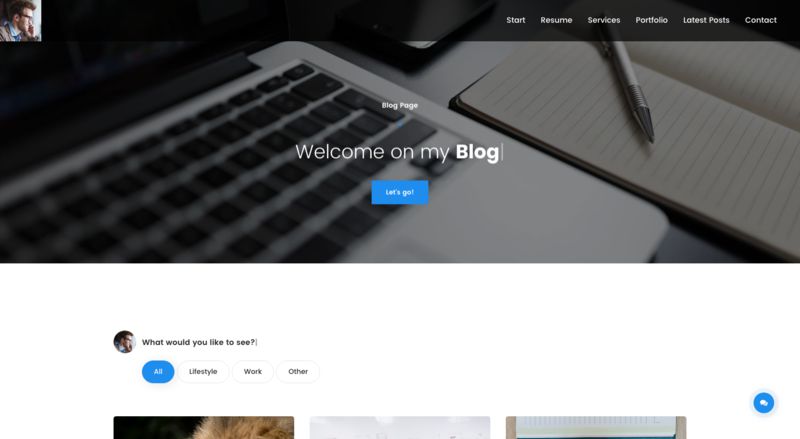 Start Resume Services Portfolio Latest Posts Contact
Blog Page
Welcome on my Blog|
Let's go!
What would you like to see?|
All Lifestyle Work Other